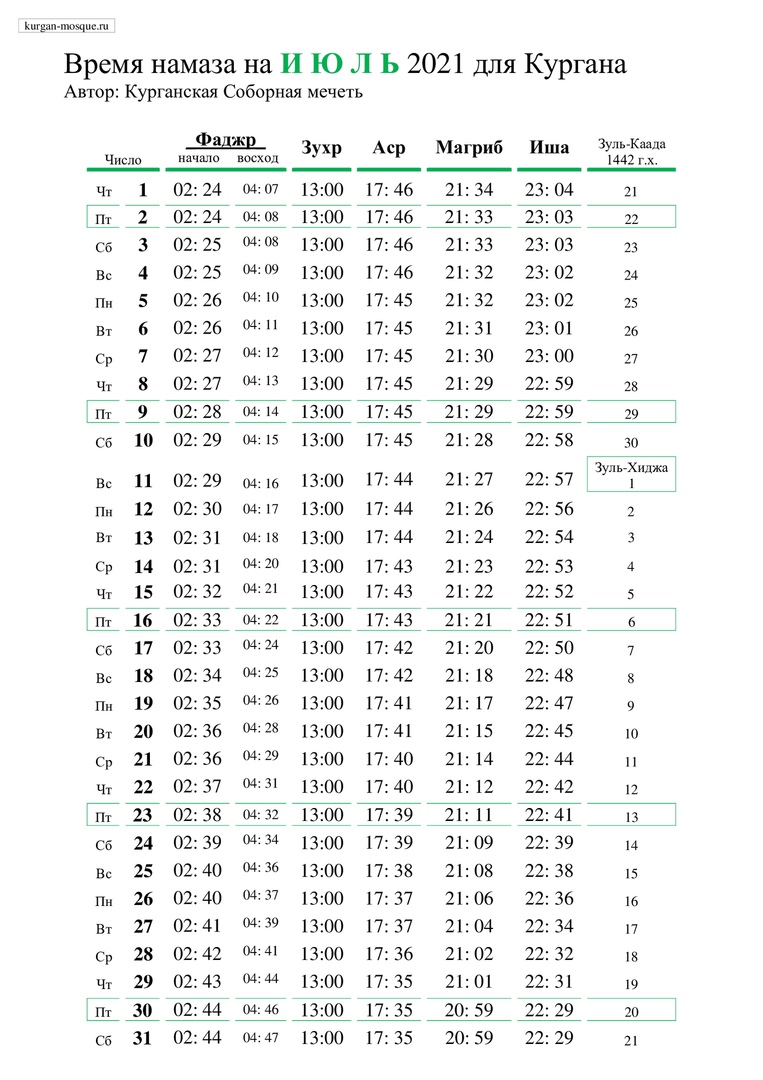 kurgan-mosque.ru
Время намаза на И Ю Л Ь 2021 для Кургана
Автор: Курганская Соборная мечеть
Число Фаджр начало восход Зухр Аср Магриб Иша Зуль-Каада 1442 г.х.
Чт 1 02: 24 04: 07 13:00 17: 46 21: 34 23: 04 21
Пт 2 02: 24 04: 08 13:00 17: 46 21: 33 23: 03 22
Сб 3 02: 25 04: 08 13:00 17: 46 21: 33 23: 03 23
Вс 4 02: 25 04: 09 13:00 17: 46 21: 32 23: 02 24
Пн 5 02: 26 04: 10 13:00 17: 45 21: 32 23: 02 25
Вт 6 02: 26 04: 11 13:00 17: 45 21: 31 23: 01 26
Ср 7 02: 27 04: 12 13:00 17: 45 21: 30 23: 00 27
Чт 8 02: 27 04: 13 13:00 17: 45 21: 29 22: 59 28
Пт 9 02: 28 04: 14 13:00 17: 45 21: 29 22: 59 29
Сб 10 02: 29 04: 15 13:00 17: 45 21: 28 22: 58 30
Зуль-Хиджа
Вс 11 02: 29 04: 16 13:00 17: 44 21: 27 22: 57 1
Пн 12 02: 30 04: 17 13:00 17: 44 21: 26 22: 56 2
Вт 13 02: 31 04: 18 13:00 17: 44 21: 24 22: 54 3
Ср 14 02: 31 04: 20 13:00 17: 43 21: 23 22: 53 4
Чт 15 02: 32 04: 21 13:00 17: 43 21: 22 22: 52 5
Пт 16 02: 33 04: 22 13:00 17: 43 21: 21 22: 51 6
Сб 17 02: 33 04: 24 13:00 17: 42 21: 20 22: 50 7
Вс 18 02: 34 04: 25 13:00 17: 42 21: 18 22: 48 8
Пн 19 02: 35 04: 26 13:00 17: 41 21: 17 22: 47 9
Вт 20 02: 36 04: 28 13:00 17: 41 21: 15 22: 45 10
Ср 21 02: 36 04: 29 13:00 17: 40 21: 14 22: 44 11
Чт 22 02: 37 04: 31 13:00 17: 40 21: 12 22: 42 12
Пт 23 02: 38 04: 32 13:00 17: 39 21: 11 22: 41 13
Сб 24 02: 39 04: 34 13:00 17: 39 21: 09 22: 39 14
Вс 25 02: 40 04: 36 13:00 17: 38 21: 08 22: 38 15
Пн 26 02: 40 04: 37 13:00 17: 37 21: 06 22: 36 16
Вт 27 02: 41 04: 39 13:00 17: 37 21: 04 22: 34 17
Ср 28 02: 42 04: 41 13:00 17: 36 21: 02 22: 32 18
Чт 29 02: 43 04: 44 13:00 17: 35 21: 01 22: 31 19
Пт 30 02: 44 04: 46 13:00 17: 35 20: 59 22: 29 20
Сб 31 02: 44 04: 47 13:00 17: 35 20: 59 22: 29 21